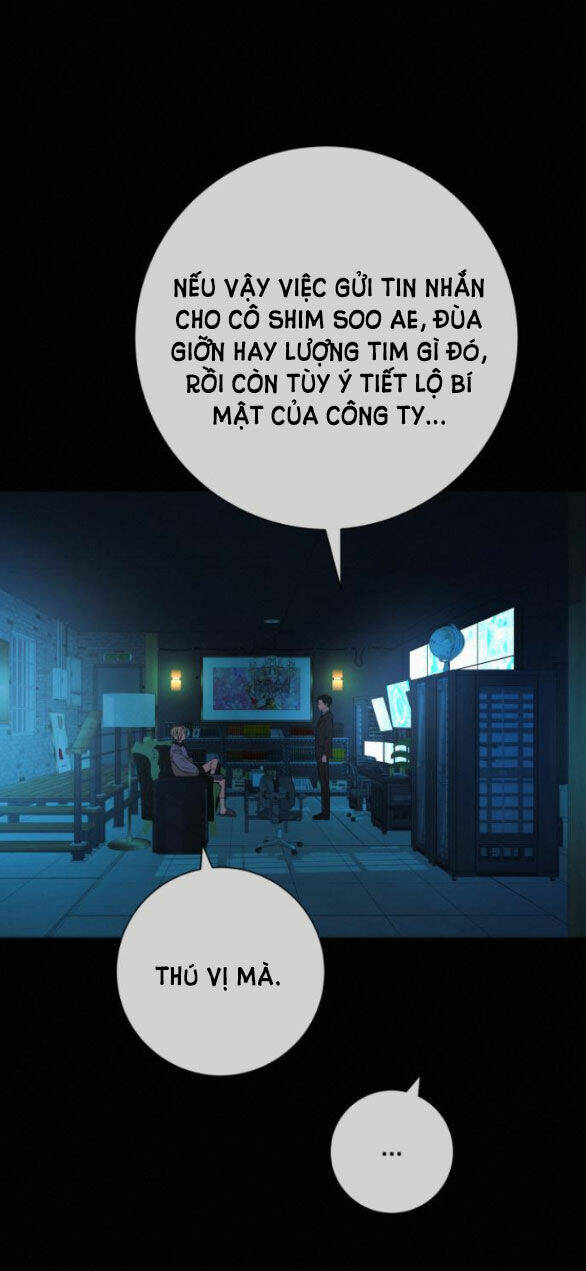 NẾU VẬY VIỆC GỬI TIN NHẮN
CHO CÔ SHIM SOO AE, ĐÙA
GIỠN HAY LƯỢNG TIM GÌ ĐÓ,
RỒI CÒN TÙY Ý TIẾT LỘ BÍ
MẬT CỦA CÔNG TY...
THÚ VỊ MÀ.
...